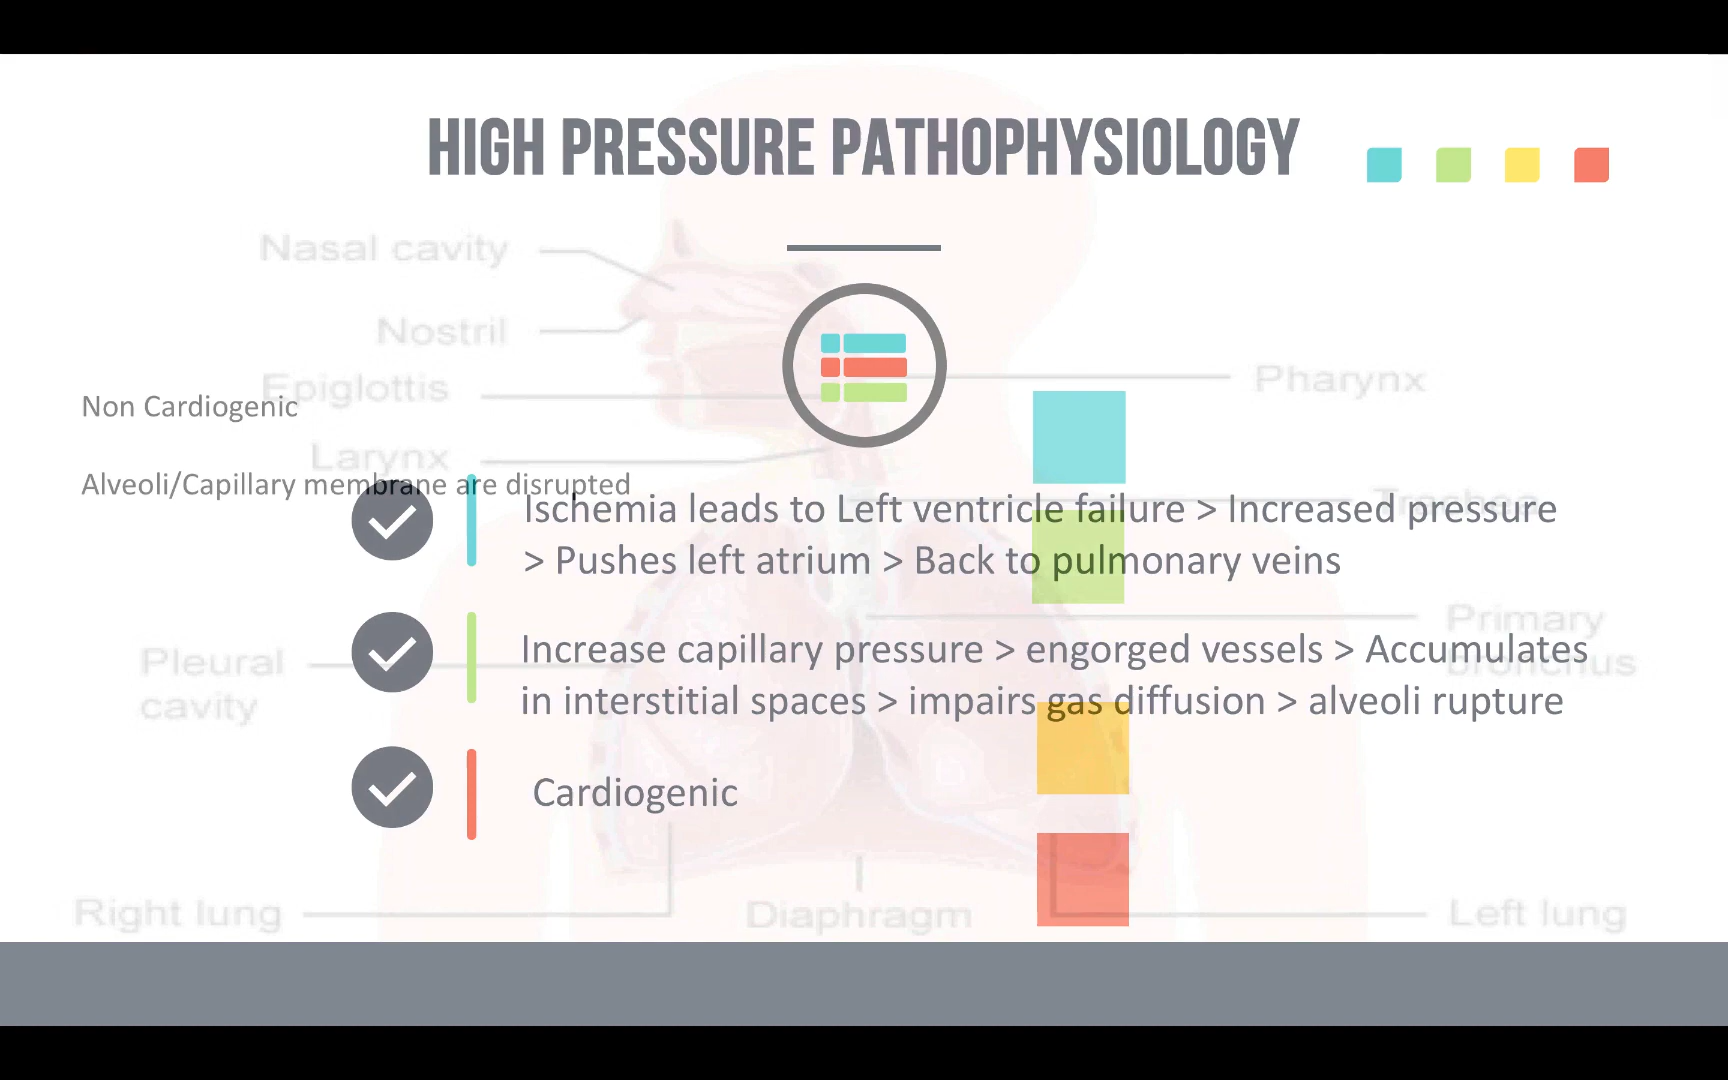 HIGH PRESSURE PATHOPHYSIOLOGY
Nasal cavity
Nostril
Epiglottis
Pharynx
Non Cardiogenic
Larynx
Alveoli/Capillary membrane are disrupted
Trachea
Ischemia leads to Left ventricle failure > Increased pressure
> Pushes left atrium > Back to pulmonary veins
Primary
bronchus
Increase capillary pressure > engorged vessels > Accumulates
in interstitial spaces > impairs gas diffusion > alveoli rupture
Pleural
cavity
Cardiogenic
Right lung
Diaphragm
Left lung